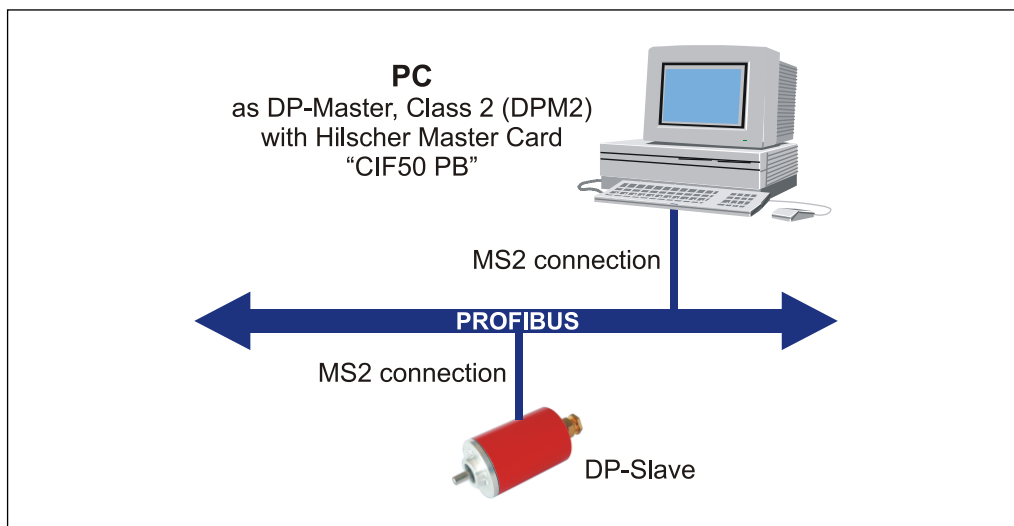 PC
as DP-Master, Class 2 (DPM2)
with Hilscher Master Card
“CIF50 PB”
MS2 connection
PROFIBUS
MS2 connection
DP-Slave